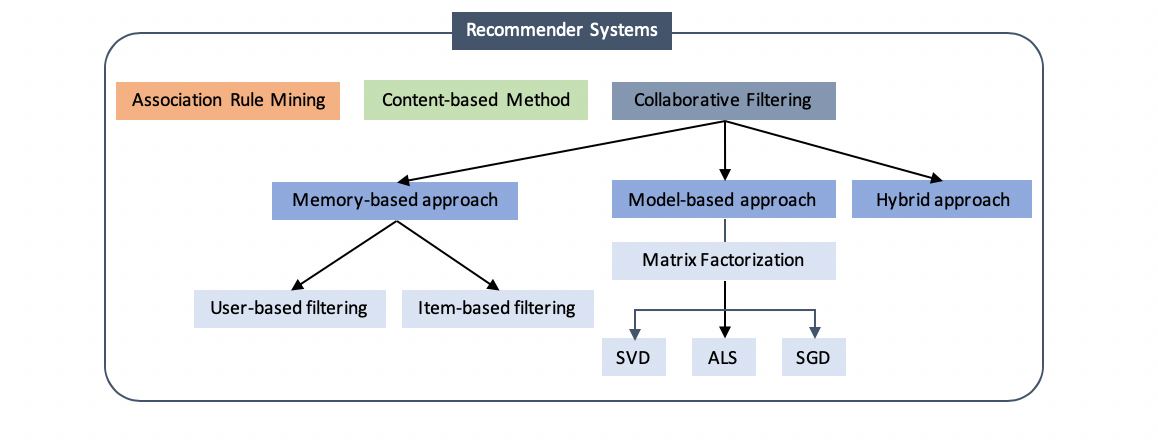 Recommender Systems
Association Rule Mining
Content-based Method
Collaborative Filtering
Memory-based approach
Model-based approach
Hybrid approach
Matrix Factorization
User-based filtering
Item-based filtering
SVD
ALS
SGD